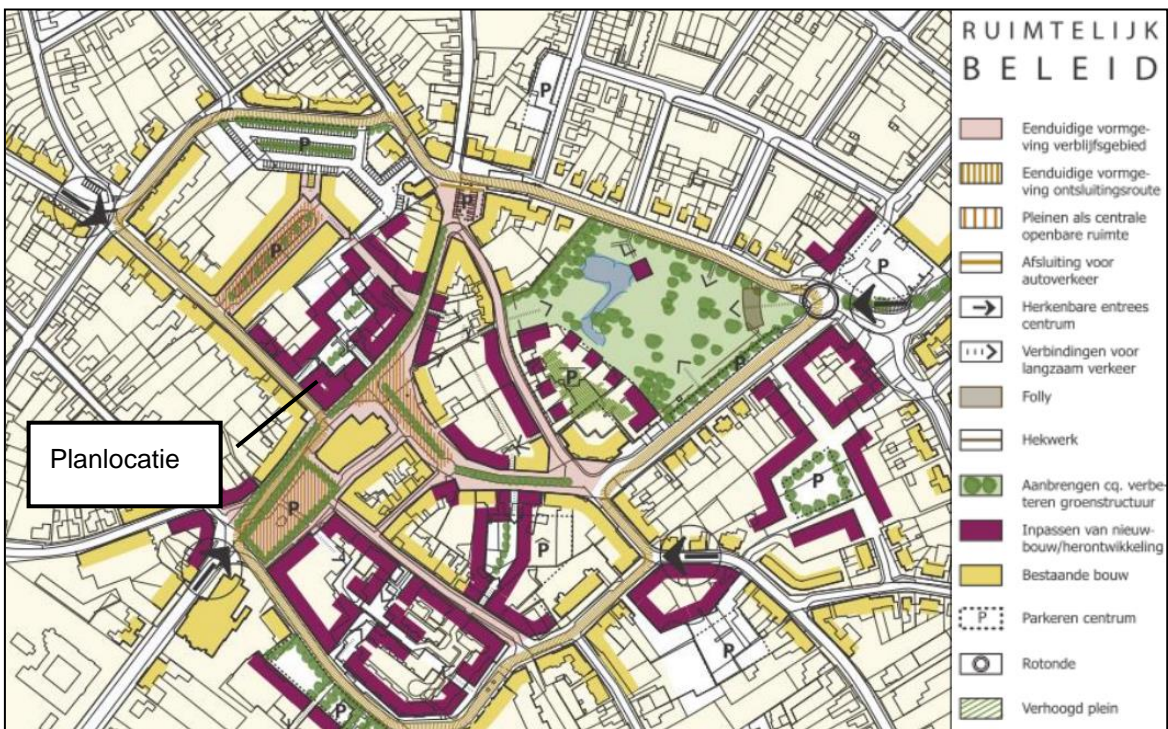 RUIMTELIJK
BELEID
Eenduidige vormge-
ving verblijfsgebied
Eenduidige vormge-
ving ontsluitingsroute
Pleinen als centrale
openbare ruimte
Afsluiting voor
autoverkeer
Herkenbare entrees
centrum
Verbindingen voor
langzaam verkeer
Folly
Hekwerk
Aanbrengen cq. verbe-
teren groenstructuur
Inpassen van nieuw-
bouw/herontwikkeling
Bestaande bouw
P
Parkeren centrum
Rotonde
Verhoogd plein
Planlocatie
P
P
P
P
P
P
P
P
P
P
P
P
P
P